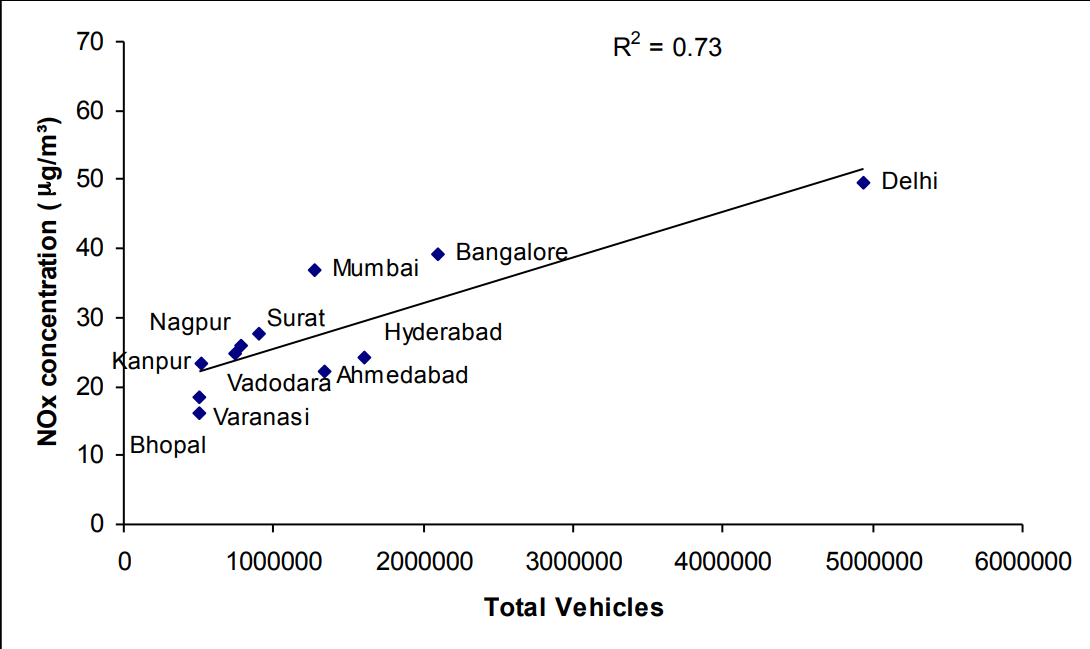 R² = 0.73
NOx concentration ( µg/m³)
70
60
50
40
30
20
10
0
Delhi
Bangalore
Mumbai
Surat
Nagpur
Hyderabad
Kanpur
Ahmedabad
Vadodara
Varanasi
Bhopal
0 1000000 2000000 3000000 4000000 5000000 6000000
Total Vehicles